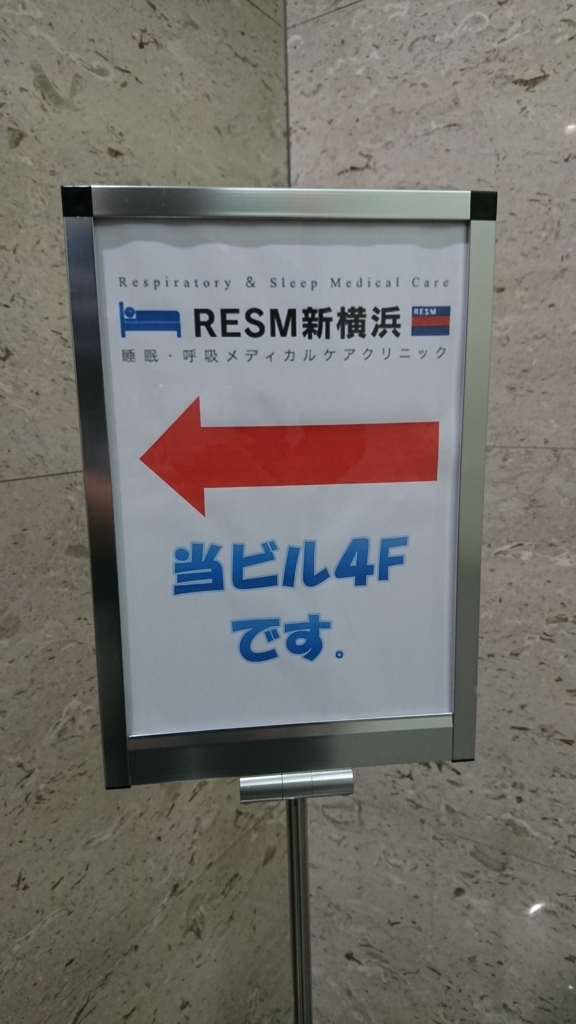 Respiratory & Sleep Medical Care
RESM新横浜 RESM
睡眠・呼吸メディカルケアクリニック
当ビル4F
です。